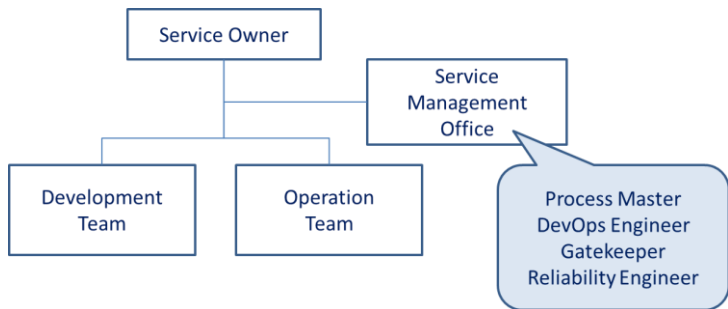 Service Owner
Service
Management
Office
Development
Team
Operation
Team
Process Master
DevOps Engineer
Gatekeeper
Reliability Engineer